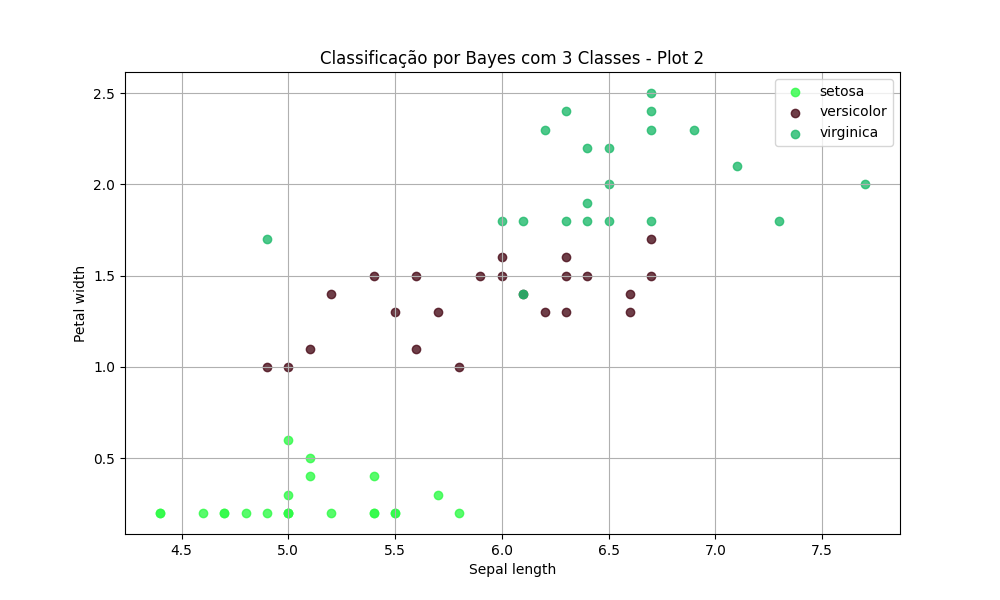 Classificação por Bayes com 3 Classes - Plot 2
setosa
versicolor
virginica
Petal width
2.5
2.0
1.5
1.0
0.5
4.5 5.0 5.5 6.0 6.5 7.0 7.5
Sepal length